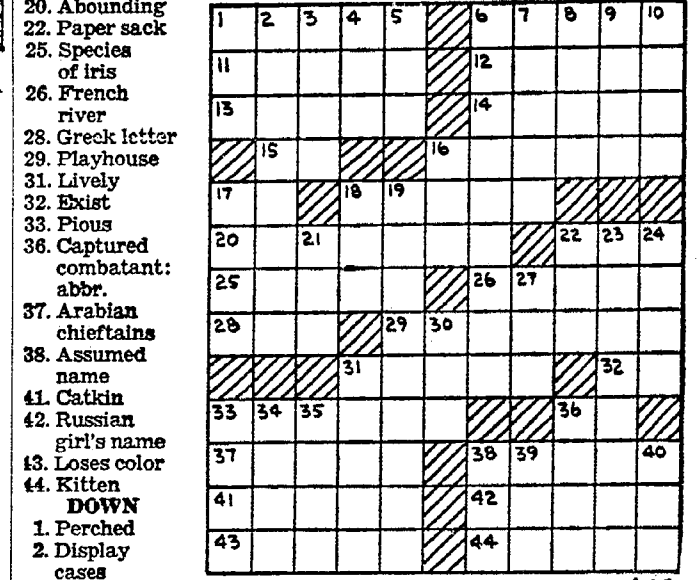 20. Abounding
22. Paper sack
25. Species
of iris
26. French
river
28. Greek letter
29. Playhouse
31. Lively
32. Exist
33. Pious
36. Captured
combatant:
abbr.
37. Arabian
chieftains
38. Assumed
name
41. Catkin
42. Russian
girl's name
43. Loses color
44. Kitten
DOWN
1. Perched
2. Display
cases
1 2 3 4 5 6 7 8 9 10
11 12
13 14
15 16
17 18 19
20 21 22 23 24
25 26 27
28 29 30
31 32
33 34 35 36
37 38 39 40
41 42
43 44